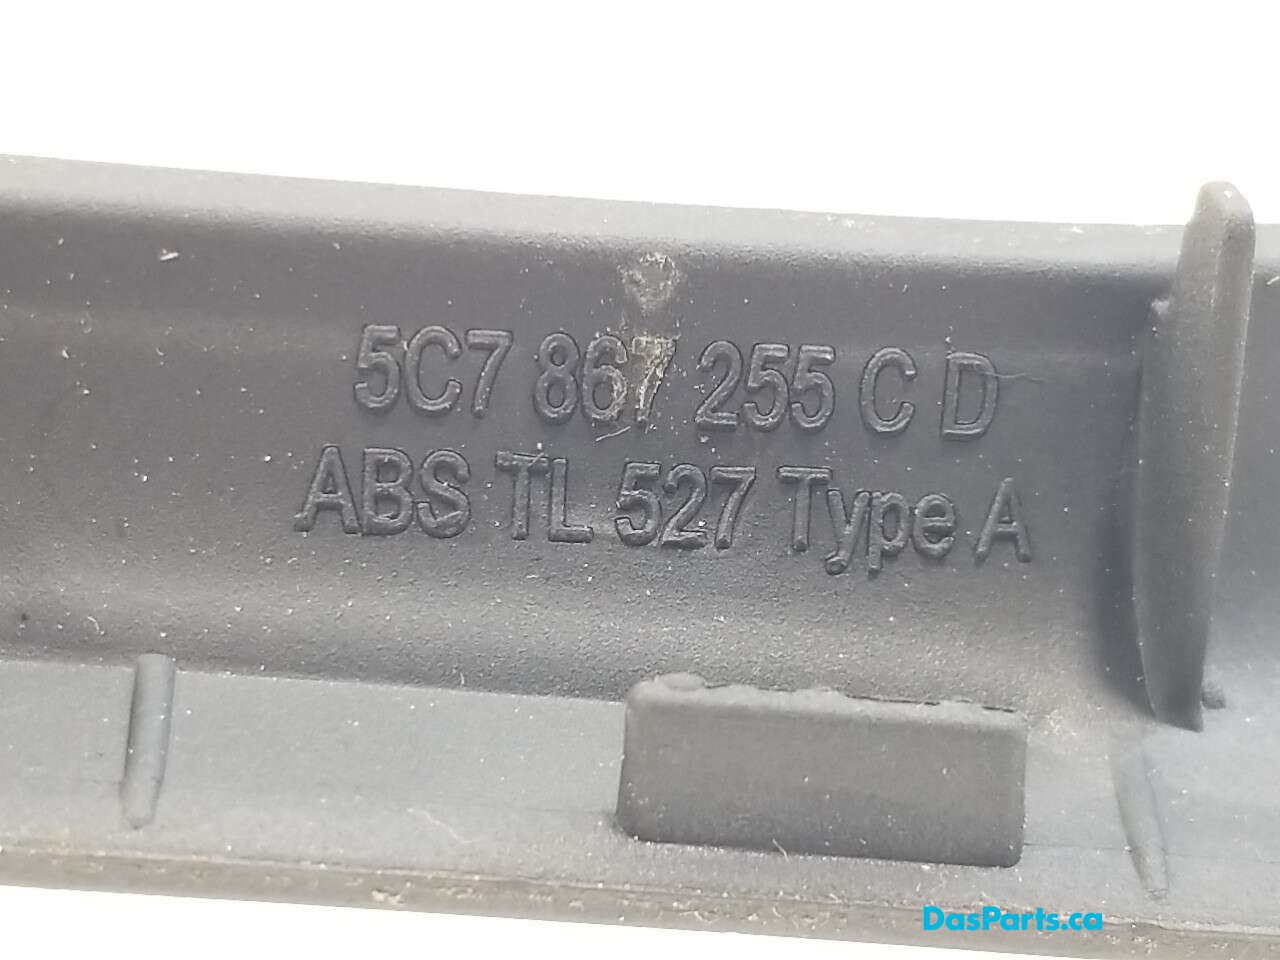 5C7 867 255 C D
ABS TL 527 Type A
DasParts.ca